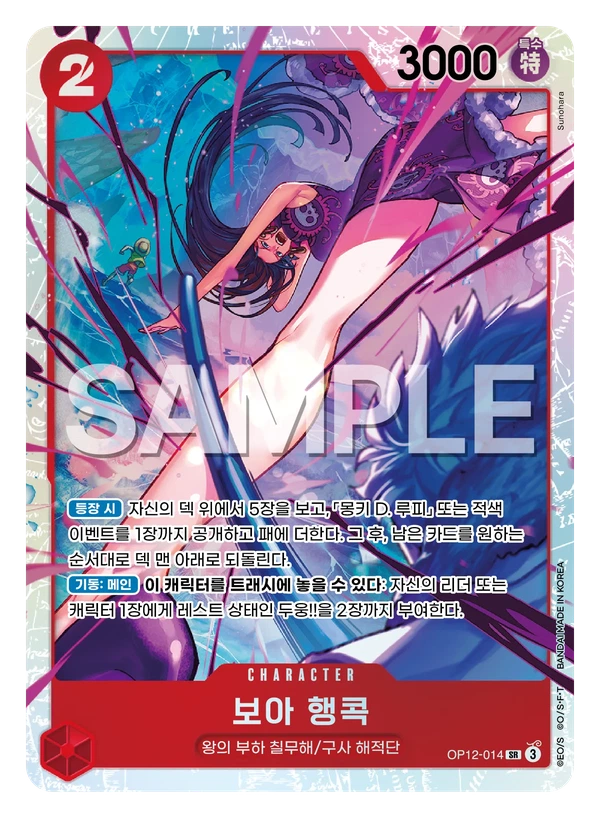 2
3000
특수
特
Sunohara
SAMPLE
등장 시 자신의 덱 위에서 5장을 보고, 「몽키 D. 루피」 또는 적색
이벤트를 1장까지 공개하고 패에 더한다. 그 후, 남은 카드를 원하는
순서대로 덱 맨 아래로 되돌린다.
기동: 메인 이 캐릭터를 트래시에 놓을 수 있다: 자신의 리더 또는
캐릭터 1장에게 레스트 상태인 두웅!!을 2장까지 부여한다.
CHARACTER
보아 행콕
왕의 부하 칠무해/구사 해적단
OP12-014 SR 3
©EO/S ©O/S·F·T BANDAI MADE IN KOREA